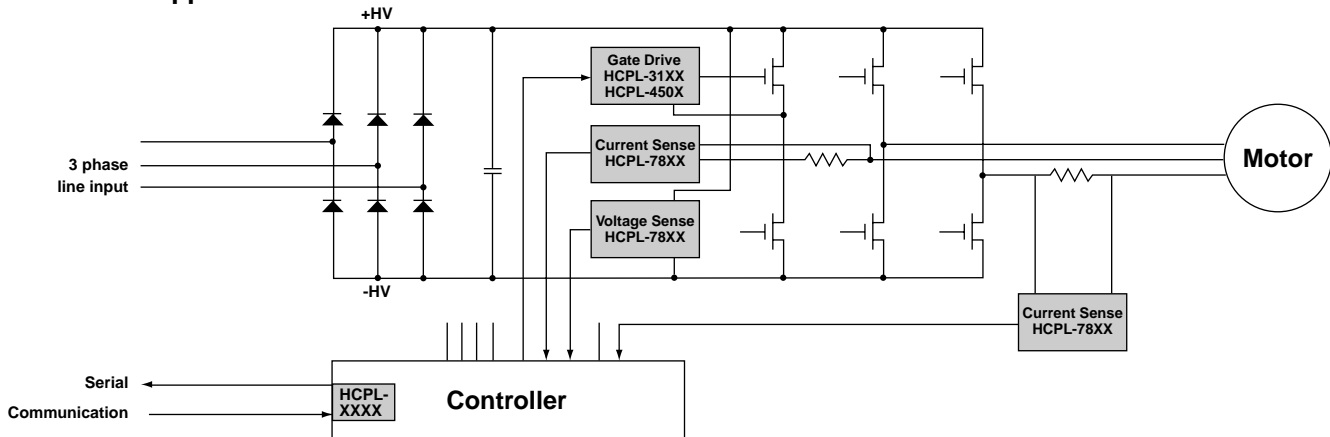 +HV
Gate Drive
HCPL-31XX
HCPL-450X
3 phase
line input
Current Sense
HCPL-78XX
Motor
Voltage Sense
HCPL-78XX
-HV
Current Sense
HCPL-78XX
Serial
Communication
HCPL-
XXXX
Controller